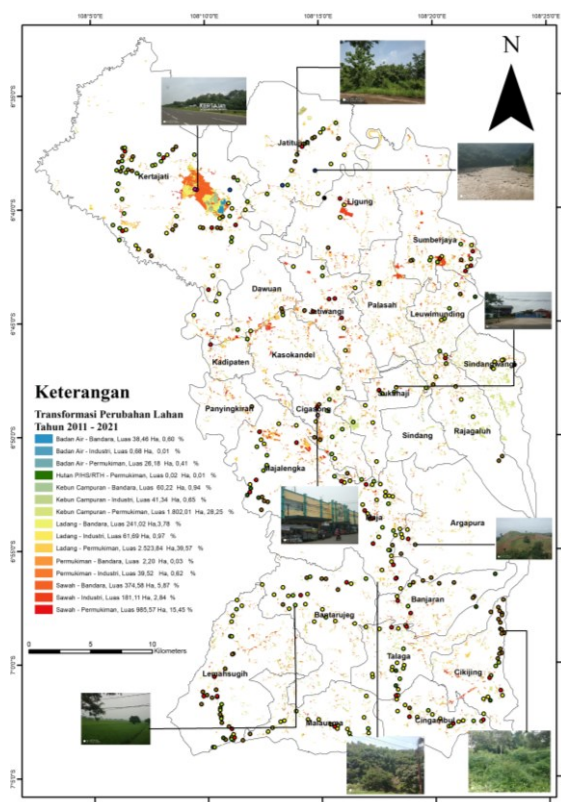 108°5'0"E 108°10'0"E 108°15'0"E 108°20'0"E 108°25'0"E
N
Kertajati
Ligung
Sumberjaya
Dawuan
Jatiwangi
Palasah
Leuwimunding
Kadipaten
Kasokandel
Panyingkiran
Sindang
Rajagaluh
Argapura
Banjaran
Bantarujeg
Talaga
Cikijing
Lemahsugih
Keterangan
Transformasi Perubahan Lahan
Tahun 2011 - 2021
Badan Air - Bandara, Luas 38,46 Ha, 0,60 %
Badan Air - Industri, Luas 0,68 Ha, 0,01 %
Badan Air - Permukiman, Luas 26,18 Ha, 0,41 %
Hutan P/HS/RTH - Permukiman, Luas 0,02 Ha, 0,01 %
Kebun Campuran - Bandara, Luas 60,22 Ha, 0,94 %
Kebun Campuran - Industri, Luas 41,34 Ha, 0,65 %
Kebun Campuran - Permukiman, Luas 1.802,01 Ha, 28,25 %
Ladang - Bandara, Luas 241,02 Ha,3,78 %
Ladang - Industri, Luas 61,69 Ha, 0,97 %
Ladang - Permukiman, Luas 2.523,84 Ha,39,57 %
Permukiman - Bandara, Luas 2,20 Ha, 0,03 %
Permukiman - Industri, Luas 39,52 Ha, 0,62 %
Sawah - Bandara, Luas 374,58 Ha, 5,87 %
Sawah - Industri, Luas 181,11 Ha, 2,84 %
Sawah - Permukiman, Luas 985,57 Ha, 15,45 %
0 5 10
Kilometers